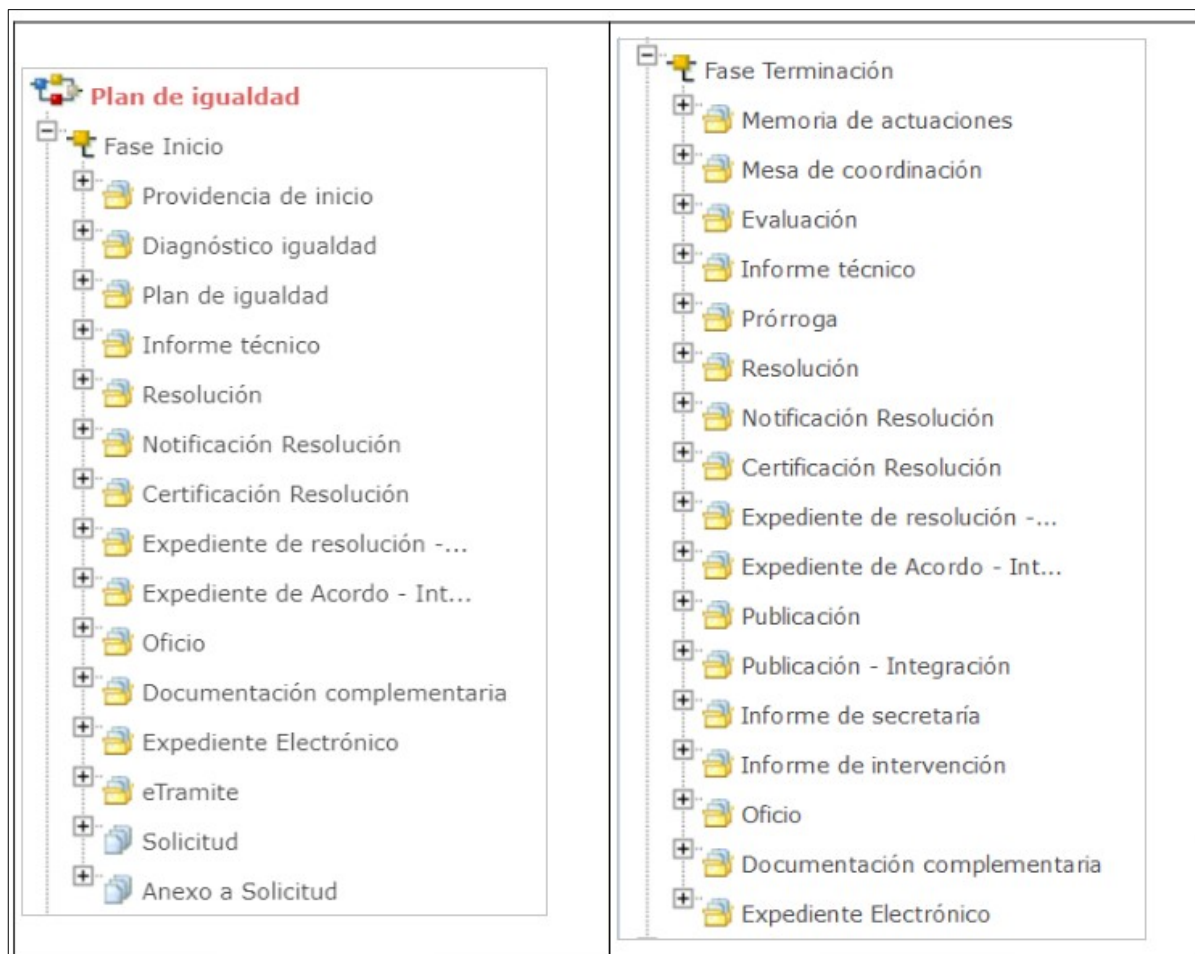 Plan de igualdad
Fase Inicio
Providencia de inicio
Diagnóstico igualdad
Plan de igualdad
Informe técnico
Resolución
Notificación Resolución
Certificación Resolución
Expediente de resolución -...
Expediente de Acordo - Int...
Oficio
Documentación complementaria
Expediente Electrónico
eTramite
Solicitud
Anexo a Solicitud
Fase Terminación
Memoria de actuaciones
Mesa de coordinación
Evaluación
Informe técnico
Prórroga
Resolución
Notificación Resolución
Certificación Resolución
Expediente de resolución -...
Expediente de Acordo - Int...
Publicación
Publicación - Integración
Informe de secretaría
Informe de intervención
Oficio
Documentación complementaria
Expediente Electrónico